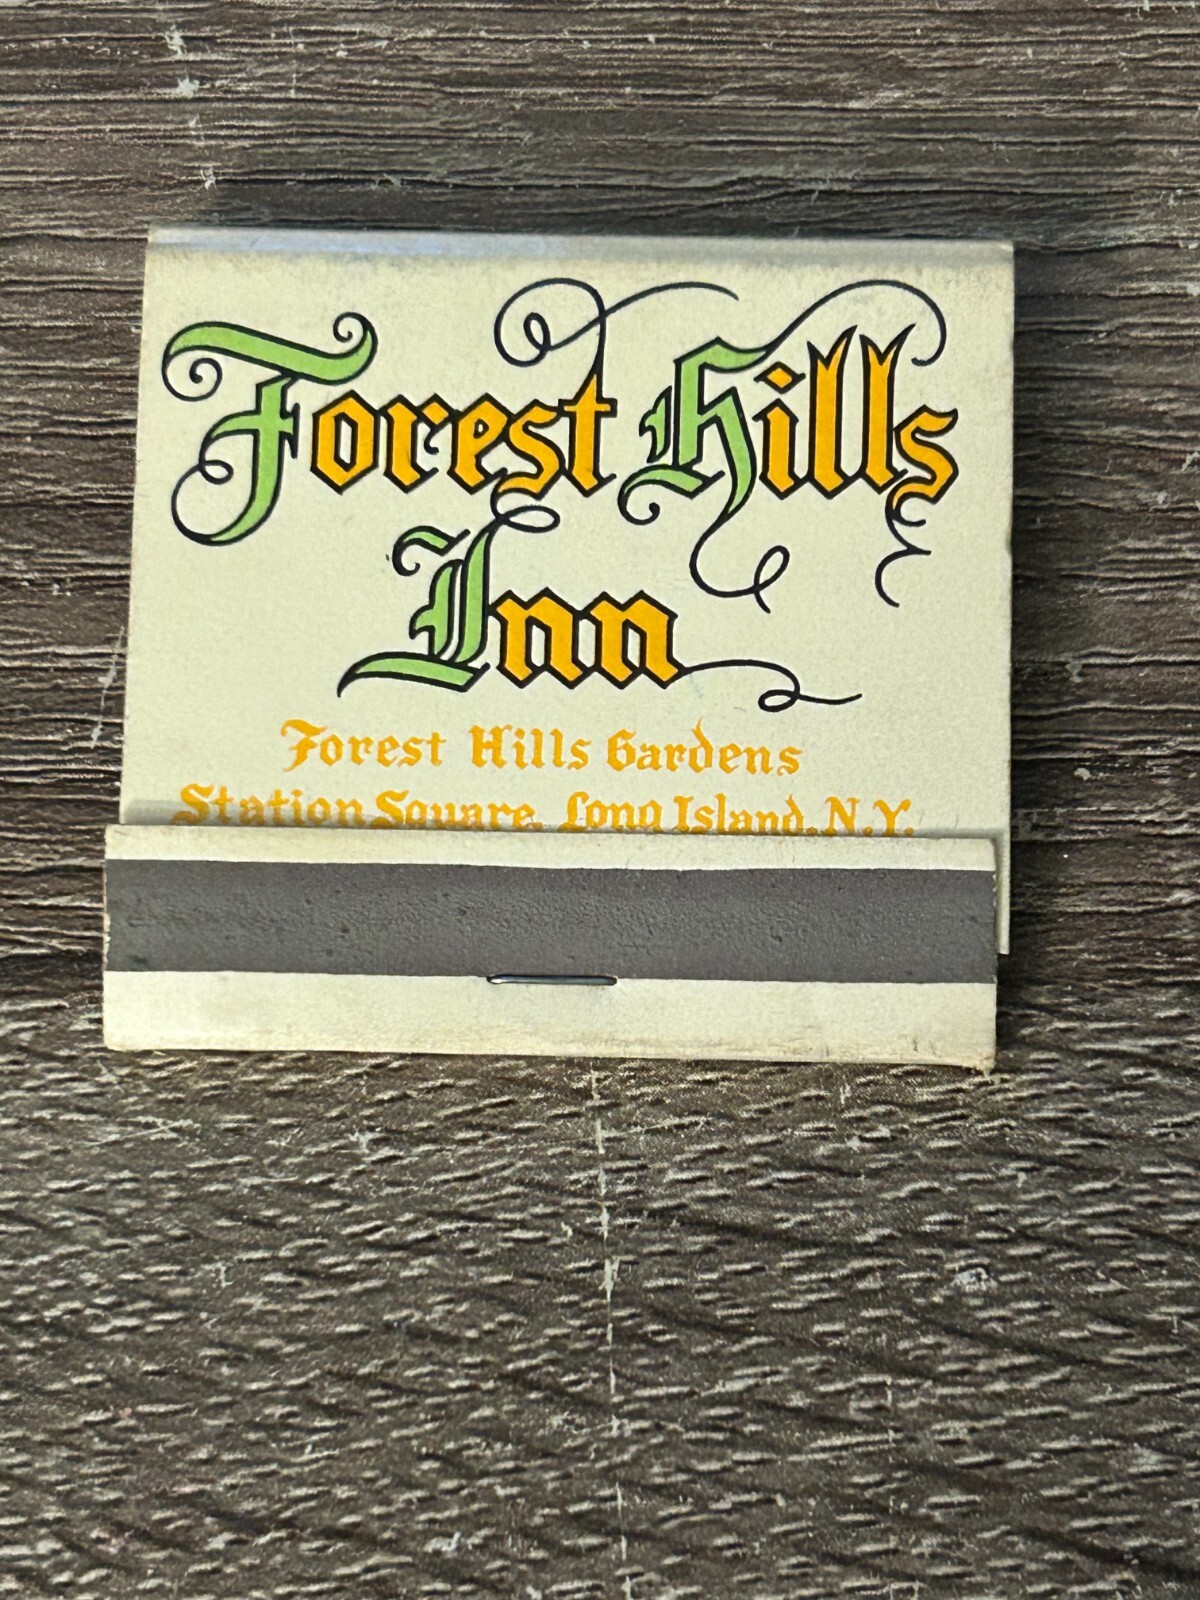 Forest Hills
Inn
Forest Hills Gardens
Station Square, Long Island, N.Y.